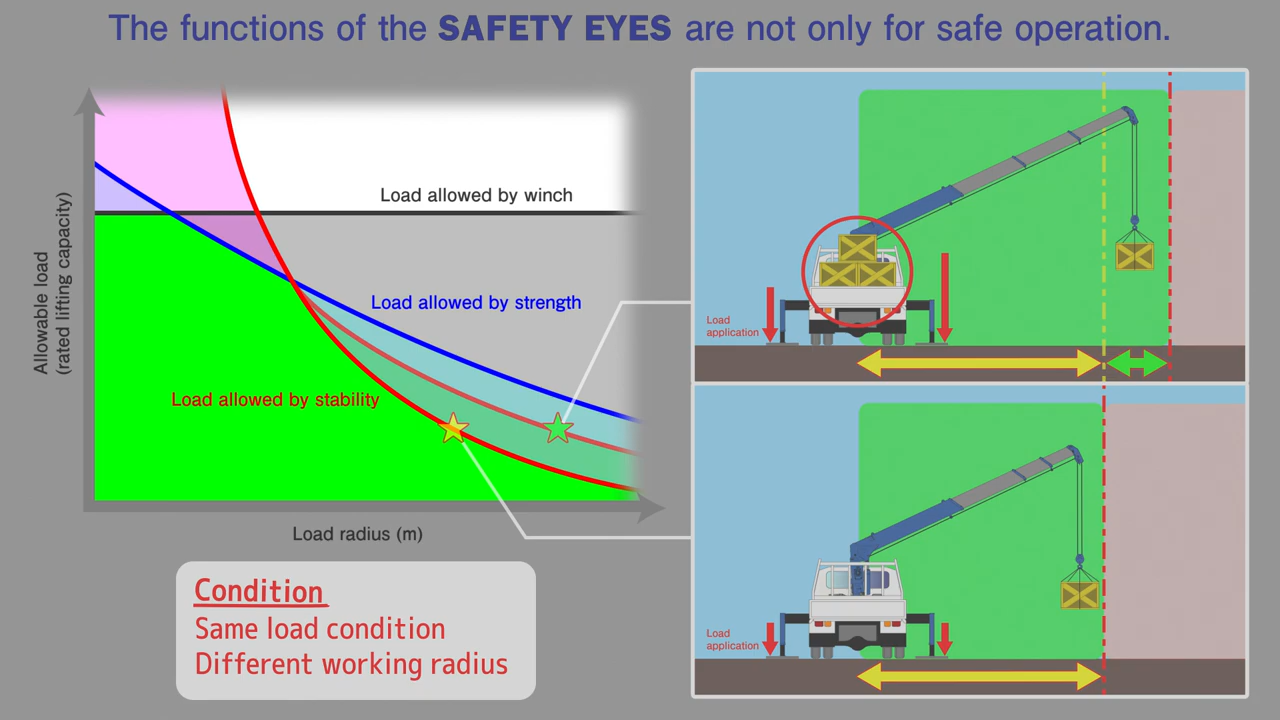 The functions of the SAFETY EYES are not only for safe operation.
Allowable load
(rated lifting capacity)
Load allowed by winch
Load allowed by strength
Load allowed by stability
Load radius (m)
Condition
Same load condition
Different working radius
Load
application
Load
application